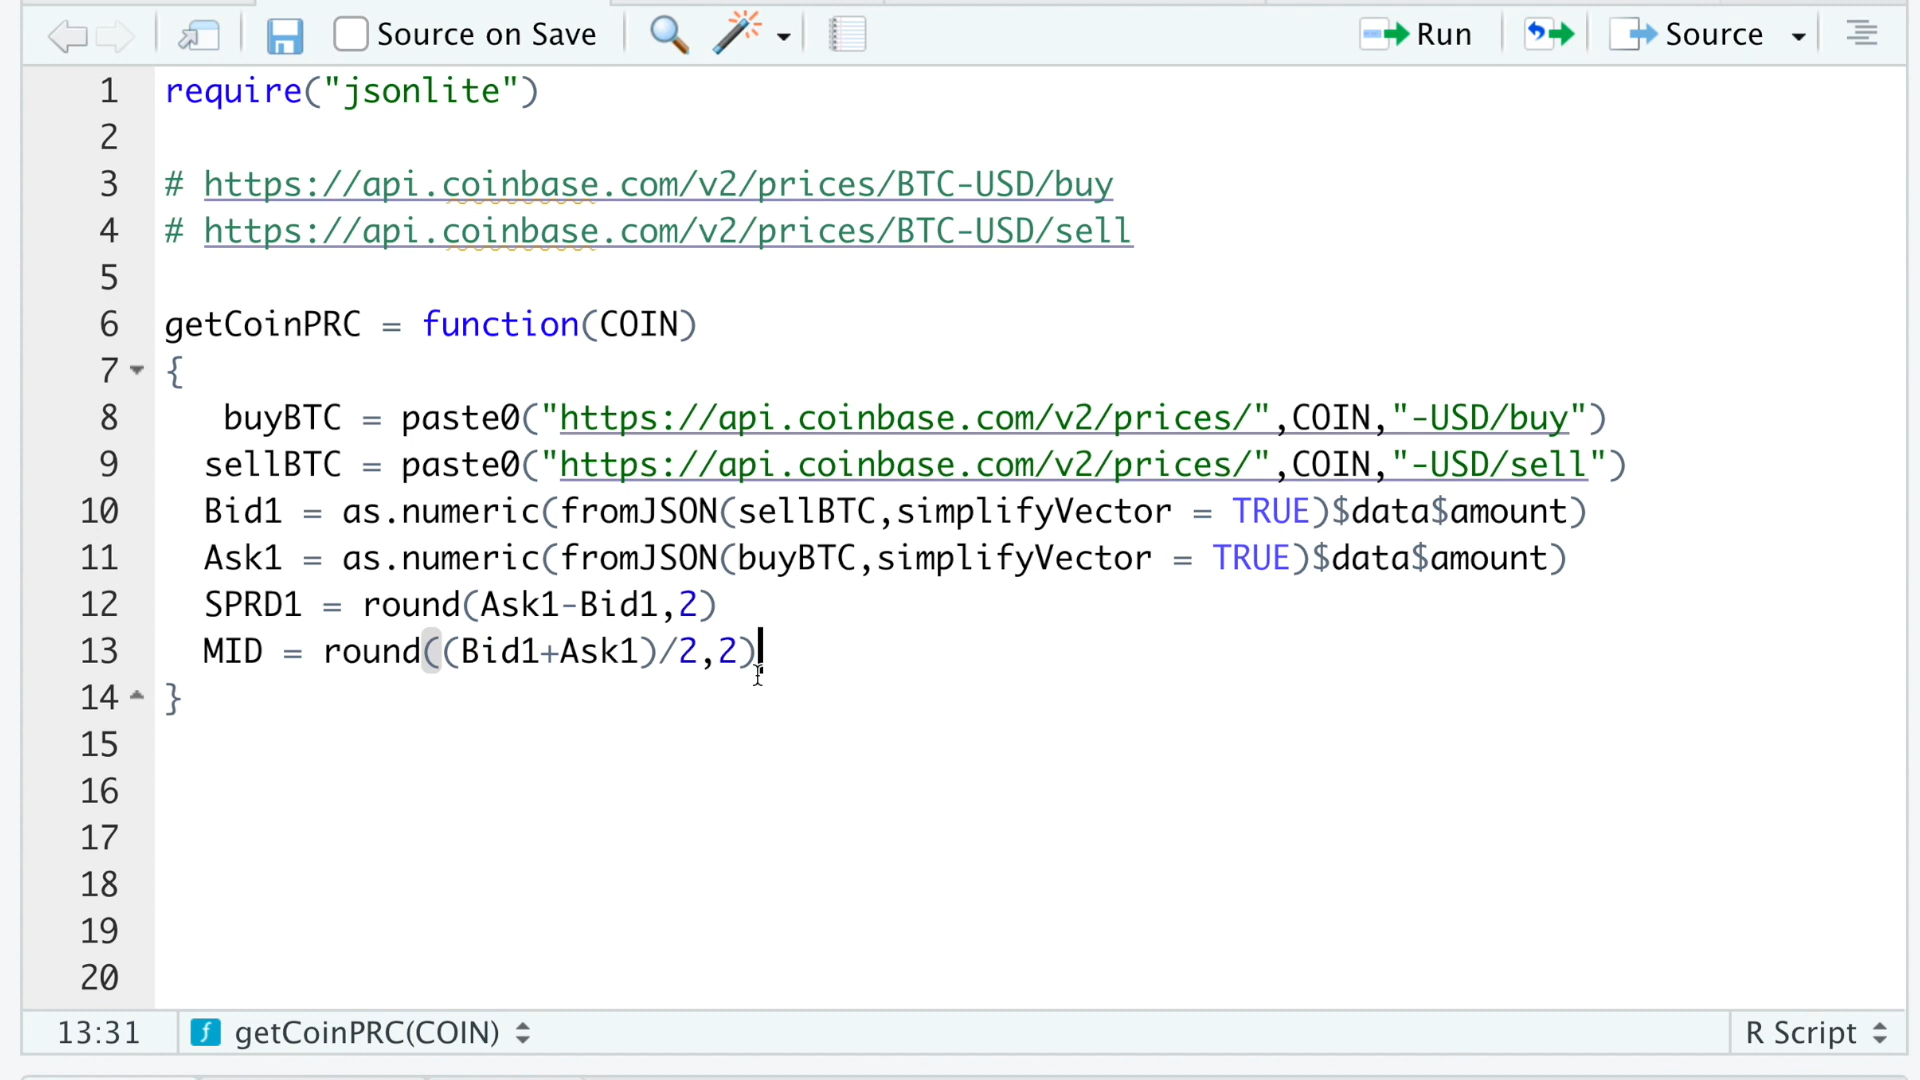 Source on Save Run Source
1 require("jsonlite")
2
3 # https://api.coinbase.com/v2/prices/BTC-USD/buy
4 # https://api.coinbase.com/v2/prices/BTC-USD/sell
5
6 getCoinPRC = function(COIN)
7 {
8 buyBTC = paste0("https://api.coinbase.com/v2/prices/",COIN,"-USD/buy")
9 sellBTC = paste0("https://api.coinbase.com/v2/prices/",COIN,"-USD/sell")
10 Bid1 = as.numeric(fromJSON(sellBTC,simplifyVector = TRUE)$data$amount)
11 Ask1 = as.numeric(fromJSON(buyBTC,simplifyVector = TRUE)$data$amount)
12 SPRD1 = round(Ask1-Bid1,2)
13 MID = round((Bid1+Ask1)/2,2)
14 }
15
16
17
18
19
20
13:31 getCoinPRC(COIN) R Script